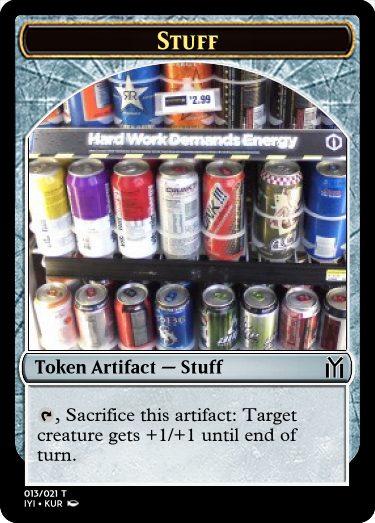 Stuff
$2.99
Hard Work Demands Energy
Token Artifact — Stuff
, Sacrifice this artifact: Target
creature gets +1/+1 until end of
turn.
013/021 T
IYI • KUR